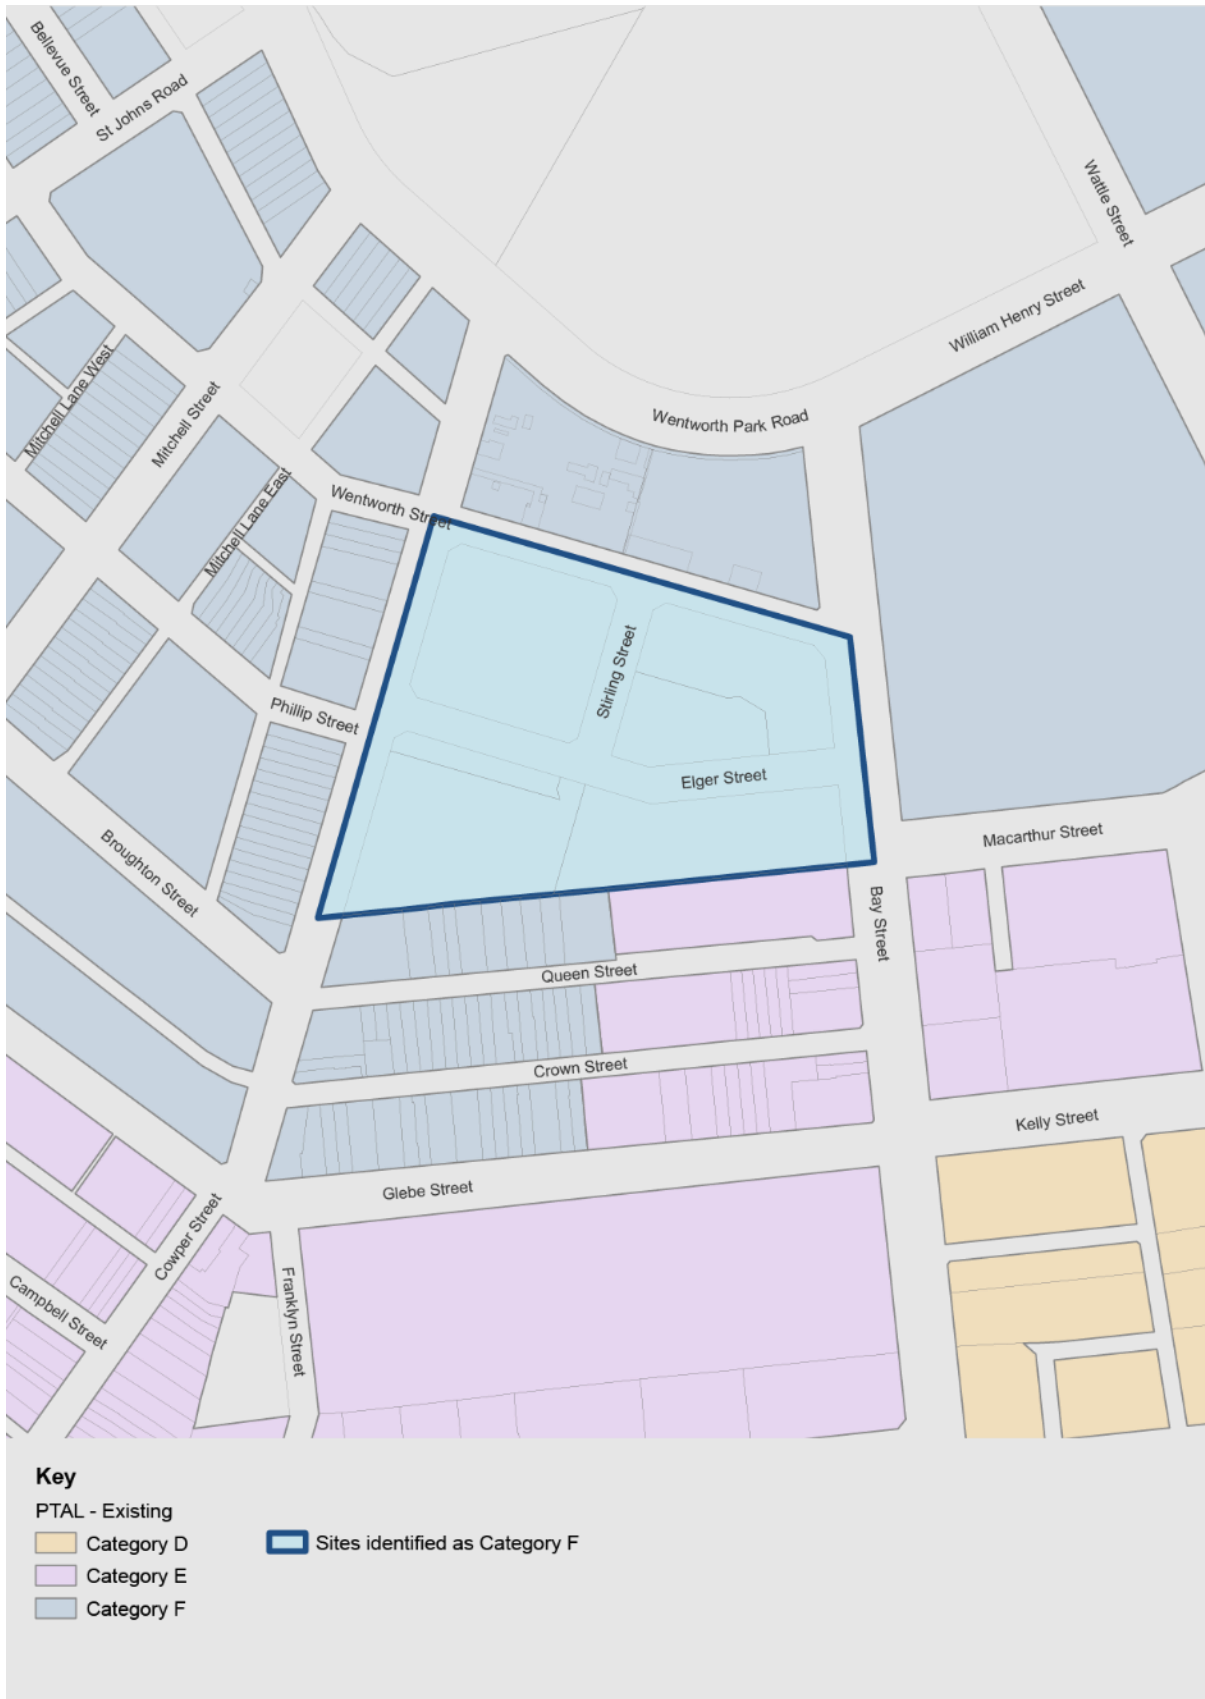 Bellevue Street
St Johns Road
Wattle Street
William Henry Street
Mitchell Lane West
Mitchell Street
Wentworth Park Road
Mitchell Lane East
Wentworth Street
Stirling Street
Phillip Street
Elger Street
Macarthur Street
Broughton Street
Bay Street
Queen Street
Crown Street
Kelly Street
Glebe Street
Cowper Street
Campbell Street
Franklyn Street
Key
PTAL - Existing
Category D
Sites identified as Category F
Category E
Category F